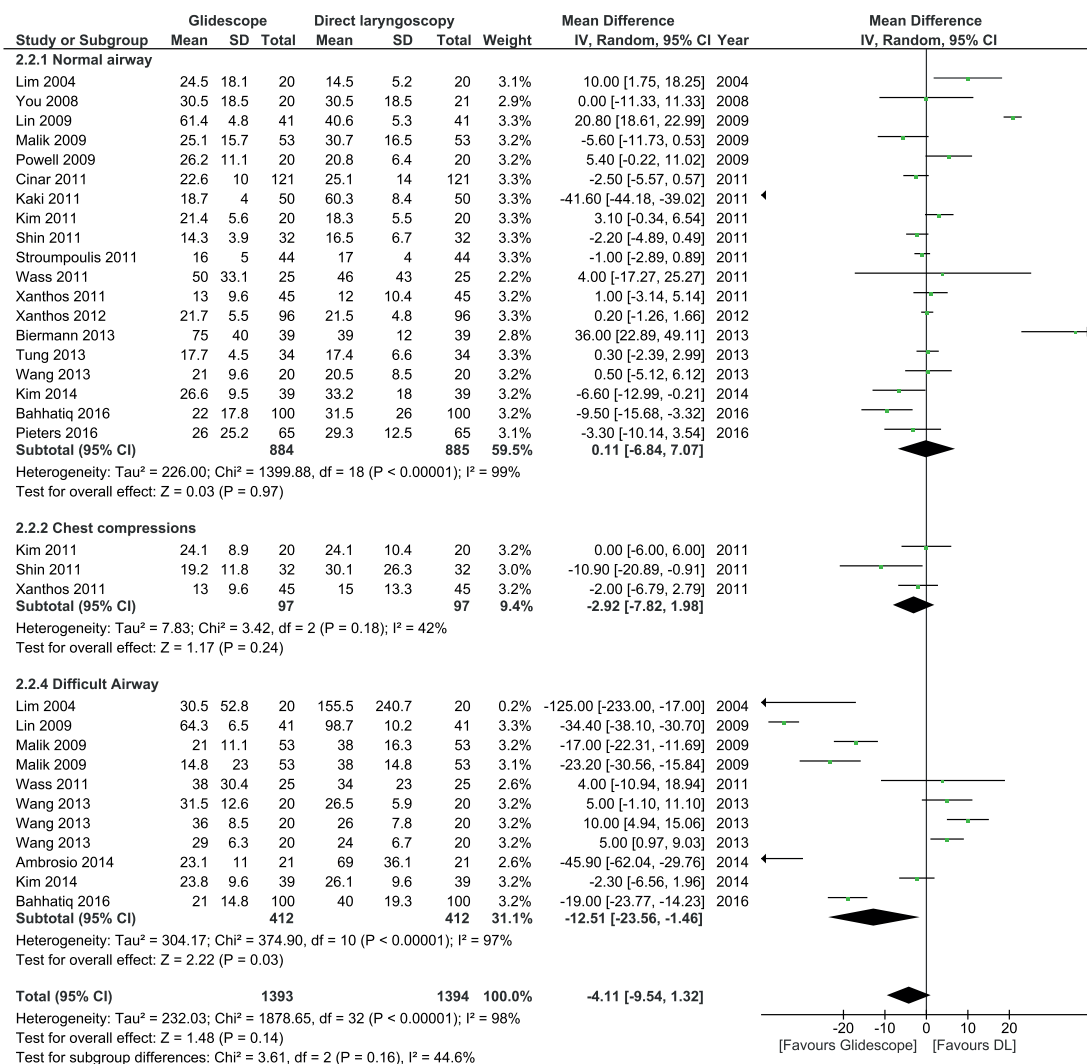 Glidescope Direct laryngoscopy Mean Difference Mean Difference
Study or Subgroup Mean SD Total Mean SD Total Weight IV, Random, 95% CI Year IV, Random, 95% CI
2.2.1 Normal airway
Lim 2004 24.5 18.1 20 14.5 5.2 20 3.1% 10.00 [1.75, 18.25] 2004
You 2008 30.5 18.5 20 30.5 18.5 21 2.9% 0.00 [-11.33, 11.33] 2008
Lin 2009 61.4 4.8 41 40.6 5.3 41 3.3% 20.80 [18.61, 22.99] 2009
Malik 2009 25.1 15.7 53 30.7 16.5 53 3.2% -5.60 [-11.73, 0.53] 2009
Powell 2009 26.2 11.1 20 20.8 6.4 20 3.2% 5.40 [-0.22, 11.02] 2009
Cinar 2011 22.6 10 121 25.1 14 121 3.3% -2.50 [-5.57, 0.57] 2011
Kaki 2011 18.7 4 50 60.3 8.4 50 3.3% -41.60 [-44.18, -39.02] 2011
Kim 2011 21.4 5.6 20 18.3 5.5 20 3.3% 3.10 [-0.34, 6.54] 2011
Shin 2011 14.3 3.9 32 16.5 6.7 32 3.3% -2.20 [-4.89, 0.49] 2011
Stroumpoulis 2011 16 5 44 17 4 44 3.3% -1.00 [-2.89, 0.89] 2011
Wass 2011 50 33.1 25 46 43 25 2.2% 4.00 [-17.27, 25.27] 2011
Xanthos 2011 13 9.6 45 12 10.4 45 3.2% 1.00 [-3.14, 5.14] 2011
Xanthos 2012 21.7 5.5 96 21.5 4.8 96 3.3% 0.20 [-1.26, 1.66] 2012
Biermann 2013 75 40 39 39 12 39 2.8% 36.00 [22.89, 49.11] 2013
Tung 2013 17.7 4.5 34 17.4 6.6 34 3.3% 0.30 [-2.39, 2.99] 2013
Wang 2013 21 9.6 20 20.5 8.5 20 3.2% 0.50 [-5.12, 6.12] 2013
Kim 2014 26.6 9.5 39 33.2 18 39 3.2% -6.60 [-12.99, -0.21] 2014
Bahhatiq 2016 22 17.8 100 31.5 26 100 3.2% -9.50 [-15.68, -3.32] 2016
Pieters 2016 26 25.2 65 29.3 12.5 65 3.1% -3.30 [-10.14, 3.54] 2016
Subtotal (95% CI) 884 885 59.5% 0.11 [-6.84, 7.07]
Heterogeneity: Tau² = 226.00; Chi² = 1399.88, df = 18 (P < 0.00001); I² = 99%
Test for overall effect: Z = 0.03 (P = 0.97)
2.2.2 Chest compressions
Kim 2011 24.1 8.9 20 24.1 10.4 20 3.2% 0.00 [-6.00, 6.00] 2011
Shin 2011 19.2 11.8 32 30.1 26.3 32 3.0% -10.90 [-20.89, -0.91] 2011
Xanthos 2011 13 9.6 45 15 13.3 45 3.2% -2.00 [-6.79, 2.79] 2011
Subtotal (95% CI) 97 97 9.4% -2.92 [-7.82, 1.98]
Heterogeneity: Tau² = 7.83; Chi² = 3.42, df = 2 (P = 0.18); I² = 42%
Test for overall effect: Z = 1.17 (P = 0.24)
2.2.4 Difficult Airway
Lim 2004 30.5 52.8 20 155.5 240.7 20 0.2% -125.00 [-233.00, -17.00] 2004
Lin 2009 64.3 6.5 41 98.7 10.2 41 3.3% -34.40 [-38.10, -30.70] 2009
Malik 2009 21 11.1 53 38 16.3 53 3.2% -17.00 [-22.31, -11.69] 2009
Malik 2009 14.8 23 53 38 14.8 53 3.2% -23.20 [-30.56, -15.84] 2009
Wass 2011 38 30.4 25 34 23 25 2.6% 4.00 [-10.94, 18.94] 2011
Wang 2013 31.5 12.6 20 26.5 5.9 20 3.2% 5.00 [-1.10, 11.10] 2013
Wang 2013 36 8.5 20 26 7.8 20 3.2% 10.00 [4.94, 15.06] 2013
Wang 2013 29 6.3 20 24 6.7 20 3.2% 5.00 [0.97, 9.03] 2013
Ambrosio 2014 23.1 11 21 69 36.1 21 2.6% -45.90 [-62.04, -29.76] 2014
Kim 2014 23.8 9.6 39 26.1 9.6 39 3.2% -2.30 [-6.56, 1.96] 2014
Bahhatiq 2016 21 14.8 100 40 19.3 100 3.2% -19.00 [-23.77, -14.23] 2016
Subtotal (95% CI) 412 412 31.1% -12.51 [-23.56, -1.46]
Heterogeneity: Tau² = 304.17; Chi² = 374.90, df = 10 (P < 0.00001); I² = 97%
Test for overall effect: Z = 2.22 (P = 0.03)
Total (95% CI) 1393 1394 100.0% -4.11 [-9.54, 1.32]
Heterogeneity: Tau² = 232.03; Chi² = 1878.65, df = 32 (P < 0.00001); I² = 98%
Test for overall effect: Z = 1.48 (P = 0.14)
Test for subgroup differences: Chi² = 3.61, df = 2 (P = 0.16), I² = 44.6%
-20 -10 0 10 20
[Favours Glidescope] [Favours DL]